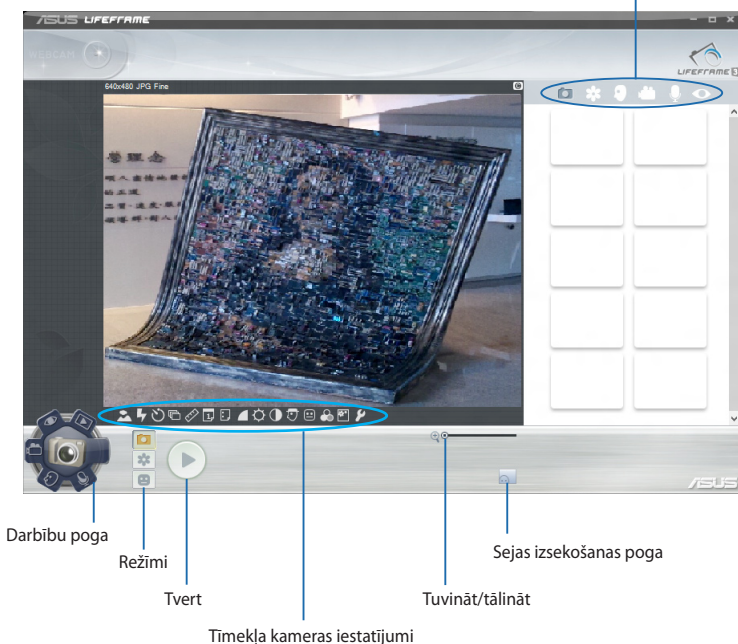 ASUS LIFEFRAME
WEBCAM
LIFEFRAME 3
640x480 JPG Fine
ASUS
Darbību poga
Režīmi
Sejas izsekošanas poga
Tvert
Tuvināt/tālināt
Tīmekļa kameras iestatījumi